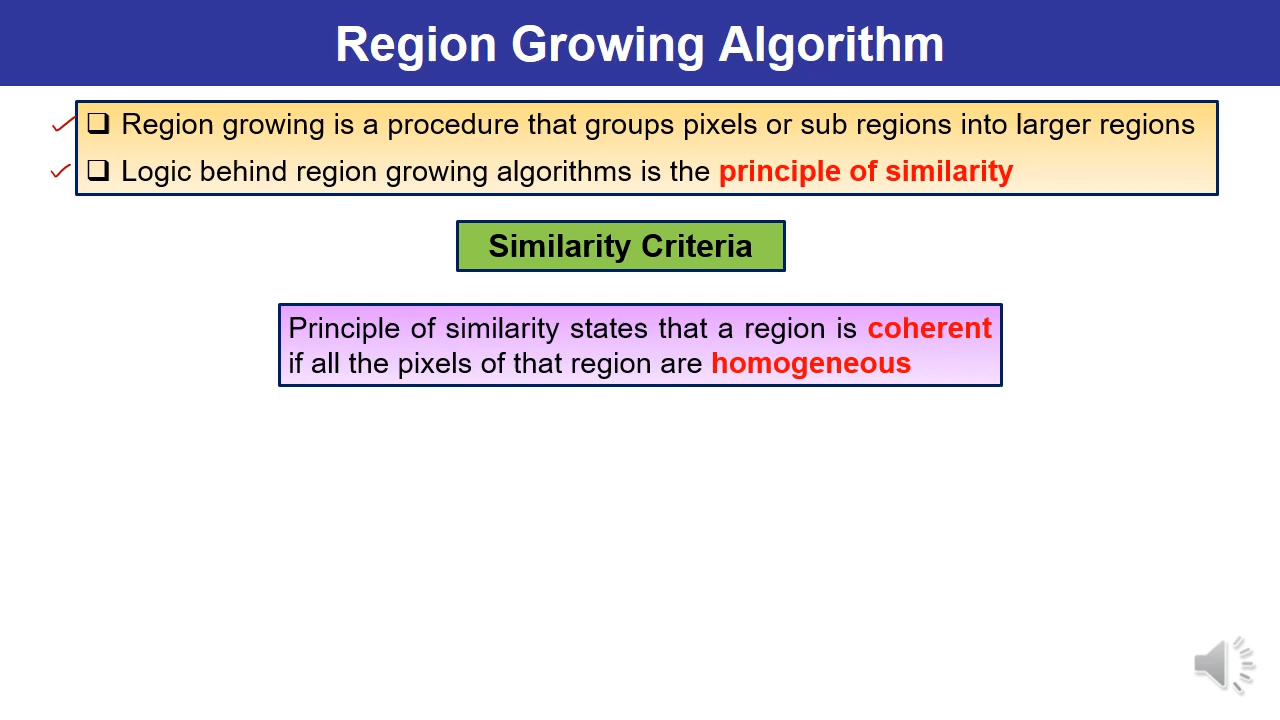 Region Growing Algorithm
❑ Region growing is a procedure that groups pixels or sub regions into larger regions
❑ Logic behind region growing algorithms is the principle of similarity
Similarity Criteria
Principle of similarity states that a region is coherent
if all the pixels of that region are homogeneous